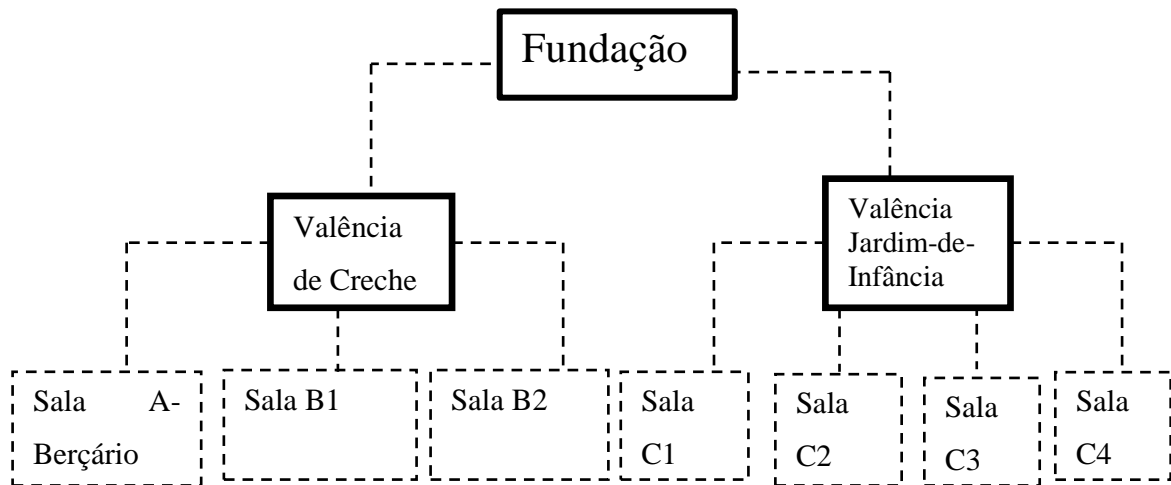 Fundação
Valência
de Creche
Valência
Jardim-de-
Infância
Sala A-
Berçário
Sala B1
Sala B2
Sala
C1
Sala
C2
Sala
C3
Sala
C4